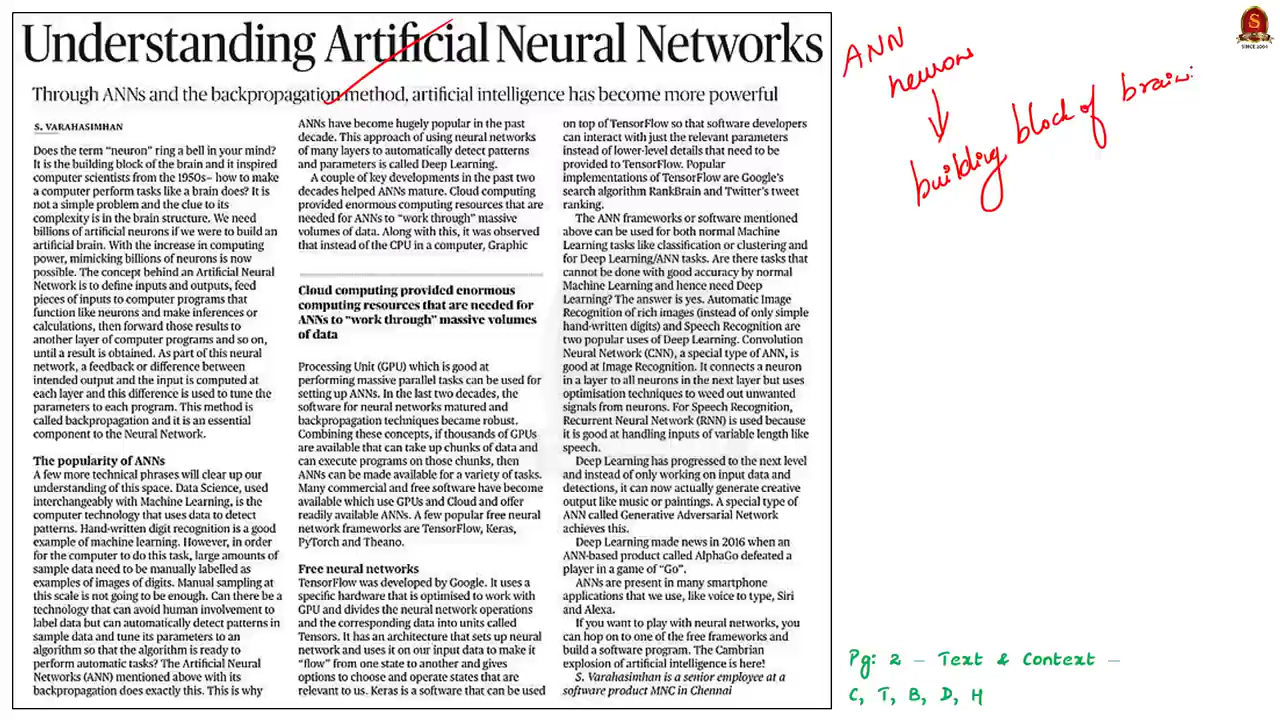 Understanding Artificial Neural Networks
Through ANNs and the backpropagation method, artificial intelligence has become more powerful
S. VARAHASIMHAN
Does the term “neuron” ring a bell in your mind?
It is the building block of the brain and it inspired
computer scientists from the 1950s– how to make
a computer perform tasks like a brain does? It is
not a simple problem and the clue to its
complexity is in the brain structure. We need
billions of artificial neurons if we were to build an
artificial brain. With the increase in computing
power, mimicking billions of neurons is now
possible. The concept behind an Artificial Neural
Network is to define inputs and outputs, feed
pieces of inputs to computer programs that
function like neurons and make inferences or
calculations, then forward those results to
another layer of computer programs and so on,
until a result is obtained. As part of this neural
network, a feedback or difference between
intended output and the input is computed at
each layer and this difference is used to tune the
parameters to each program. This method is
called backpropagation and it is an essential
component to the Neural Network.
The popularity of ANNs
A few more technical phrases will clear up our
understanding of this space. Data Science, used
interchangeably with Machine Learning, is the
computer technology that uses data to detect
patterns. Hand-written digit recognition is a good
example of machine learning. However, in order
for the computer to do this task, large amounts of
sample data need to be manually labelled as
examples of images of digits. Manual sampling at
this scale is not going to be enough. Can there be a
technology that can avoid human involvement to
label data but can automatically detect patterns in
sample data and tune its parameters to an
algorithm so that the algorithm is ready to
perform automatic tasks? The Artificial Neural
Networks (ANN) mentioned above with its
backpropagation does exactly this. This is why
ANNs have become hugely popular in the past
decade. This approach of using neural networks
of many layers to automatically detect patterns
and parameters is called Deep Learning.
A couple of key developments in the past two
decades helped ANNs mature. Cloud computing
provided enormous computing resources that are
needed for ANNs to “work through” massive
volumes of data. Along with this, it was observed
that instead of the CPU in a computer, Graphic
Cloud computing provided enormous
computing resources that are needed for
ANNs to “work through” massive volumes
of data
Processing Unit (GPU) which is good at
performing massive parallel tasks can be used for
setting up ANNs. In the last two decades, the
software for neural networks matured and
backpropagation techniques became robust.
Combining these concepts, if thousands of GPUs
are available that can take up chunks of data and
can execute programs on those chunks, then
ANNs can be made available for a variety of tasks.
Many commercial and free software have become
available which use GPUs and Cloud and offer
readily available ANNs. A few popular free neural
network frameworks are TensorFlow, Keras,
PyTorch and Theano.
Free neural networks
TensorFlow was developed by Google. It uses a
specific hardware that is optimised to work with
GPU and divides the neural network operations
and the corresponding data into units called
Tensors. It has an architecture that sets up neural
network and uses it on our input data to make it
“flow” from one state to another and gives
options to choose and operate states that are
relevant to us. Keras is a software that can be used
on top of TensorFlow so that software developers
can interact with just the relevant parameters
instead of lower-level details that need to be
provided to TensorFlow. Popular
implementations of TensorFlow are Google's
search algorithm RankBrain and Twitter's tweet
ranking.
The ANN frameworks or software mentioned
above can be used for both normal Machine
Learning tasks like classification or clustering and
for Deep Learning/ANN tasks. Are there tasks that
cannot be done with good accuracy by normal
Machine Learning and hence need Deep
Learning? The answer is yes. Automatic Image
Recognition of rich images (instead of only simple
hand-written digits) and Speech Recognition are
two popular uses of Deep Learning. Convolution
Neural Network (CNN), a special type of ANN, is
good at Image Recognition. It connects a neuron
in a layer to all neurons in the next layer but uses
optimisation techniques to weed out unwanted
signals from neurons. For Speech Recognition,
Recurrent Neural Network (RNN) is used because
it is good at handling inputs of variable length like
speech.
Deep Learning has progressed to the next level
and instead of only working on input data and
detections, it can now actually generate creative
output like music or paintings. A special type of
ANN called Generative Adversarial Network
achieves this.
Deep Learning made news in 2016 when an
ANN-based product called AlphaGo defeated a
player in a game of “Go”.
ANNs are present in many smartphone
applications that we use, like voice to type, Siri
and Alexa.
If you want to play with neural networks, you
can hop on to one of the free frameworks and
build a software program. The Cambrian
explosion of artificial intelligence is here!
S. Varahasimhan is a senior employee at a
software product MNC in Chennai
ANN
neuron
building block of brain:
Pg: 2 – Text & Context –
C, T, B, D, H
S
SINCE 2004